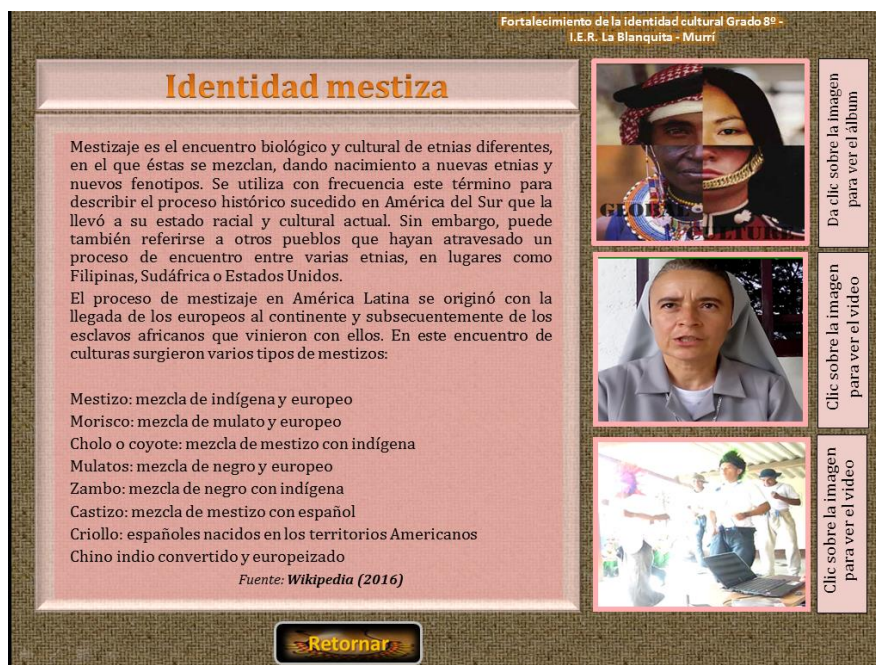 Fortalecimiento de la identidad cultural Grado 8º -
I.E.R. La Blanquita - Murrí
Identidad mestiza
Mestizaje es el encuentro biológico y cultural de etnias diferentes,
en el que éstas se mezclan, dando nacimiento a nuevas etnias y
nuevos fenotipos. Se utiliza con frecuencia este término para
describir el proceso histórico sucedido en América del Sur que la
llevó a su estado racial y cultural actual. Sin embargo, puede
también referirse a otros pueblos que hayan atravesado un
proceso de encuentro entre varias etnias, en lugares como
Filipinas, Sudáfrica o Estados Unidos.
El proceso de mestizaje en América Latina se originó con la
llegada de los europeos al continente y subsecuentemente de los
esclavos africanos que vinieron con ellos. En este encuentro de
culturas surgieron varios tipos de mestizos:
Mestizo: mezcla de indígena y europeo
Morisco: mezcla de mulato y europeo
Cholo o coyote: mezcla de mestizo con indígena
Mulatos: mezcla de negro y europeo
Zambo: mezcla de negro con indígena
Castizo: mezcla de mestizo con español
Criollo: españoles nacidos en los territorios Americanos
Chino indio convertido y europeizado
Fuente: Wikipedia (2016)
GLOBAL
CULTURE
Da clic sobre la imagen
para ver el álbum
Clic sobre la imagen
para ver el video
Clic sobre la imagen
para ver el video
Retornar